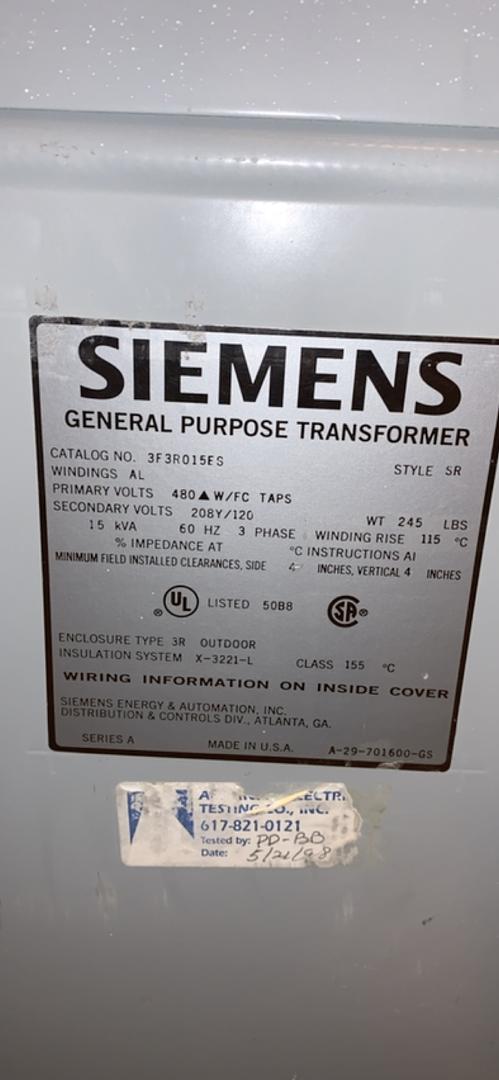 SIEMENS
GENERAL PURPOSE TRANSFORMER
CATALOG NO. 3F3R015ES STYLE SR
WINDINGS AL
PRIMARY VOLTS 480▲W/FC TAPS
SECONDARY VOLTS 208Y/120 WT 245 LBS
15 kVA 60 HZ 3 PHASE WINDING RISE 115 °C
% IMPEDANCE AT °C INSTRUCTIONS AI
MINIMUM FIELD INSTALLED CLEARANCES, SIDE 4 INCHES, VERTICAL 4 INCHES
UL ® LISTED 50B8 SA ®
ENCLOSURE TYPE 3R OUTDOOR
INSULATION SYSTEM X-3221-L CLASS 155 °C
WIRING INFORMATION ON INSIDE COVER
SIEMENS ENERGY & AUTOMATION, INC.
DISTRIBUTION & CONTROLS DIV., ATLANTA, GA.
SERIES A MADE IN U.S.A. A-29-701600-GS
TESTING CO., INC.
617-821-0121
Tested by: PD-BB
Date: 5/21/98